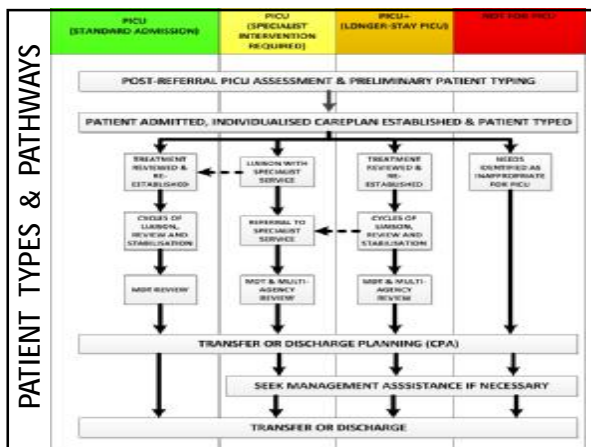 PATIENT TYPES & PATHWAYS
PICU
[STANDARD ADMISSION]
PICU
(SPECIALIST
INTERVENTION
REQUIRED]
PICU+
(LONGER-STAY PICU)
NOT FOR PICU
POST-REFERRAL PICU ASSESSMENT & PRELIMINARY PATIENT TYPING
PATIENT ADMITTED, INDIVIDUALISED CAREPLAN ESTABLISHED & PATIENT TYPED
TREATMENT
REVIEWED &
RE-
ESTABLISHED
LIAISON WITH
SPECIALIST
SERVICE
TREATMENT
REVIEWED & RE-
ESTABLISHED
NEEDS
IDENTIFIED AS
INAPPROPRIATE
FOR PICU
CYCLES OF
LIAISON,
REVIEW AND
STABILISATION
REFERRAL TO
SPECIALIST
SERVICE
CYCLES OF
LIAISON,
REVIEW AND
STABILISATION
MDT REVIEW
MDT & MULTI-
AGENCY
REVIEW
MDT & MULTI-
AGENCY
REVIEW
TRANSFER OR DISCHARGE PLANNING (CPA)
SEEK MANAGEMENT ASSSISTANCE IF NECESSARY
TRANSFER OR DISCHARGE